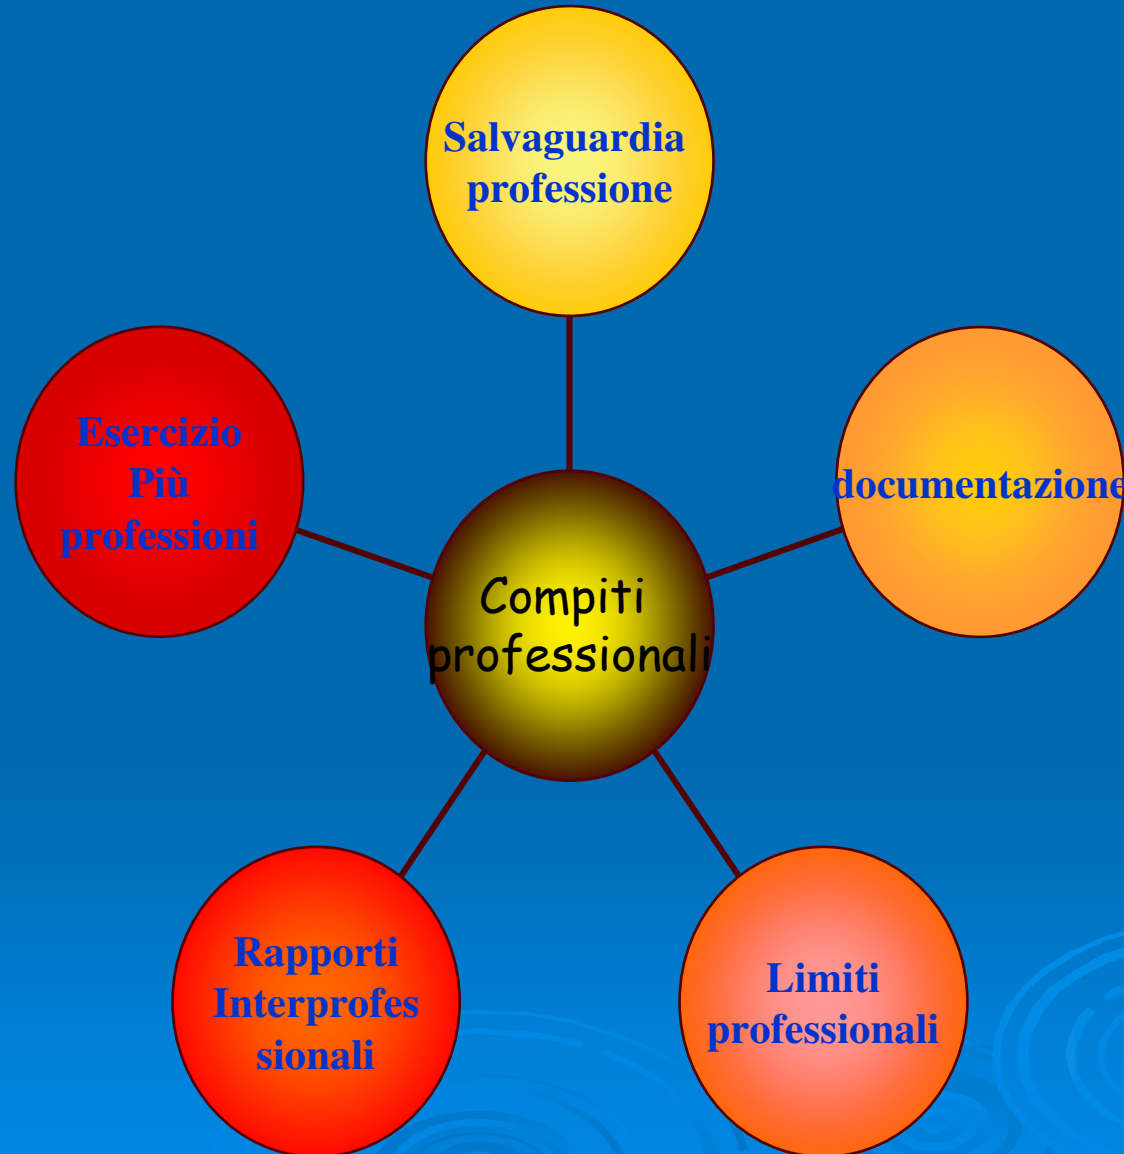 Salvaguardia
professione
Esercizio
Più
professioni
documentazione
Compiti
professionali
Rapporti
Interprofes
sionali
Limiti
professionali